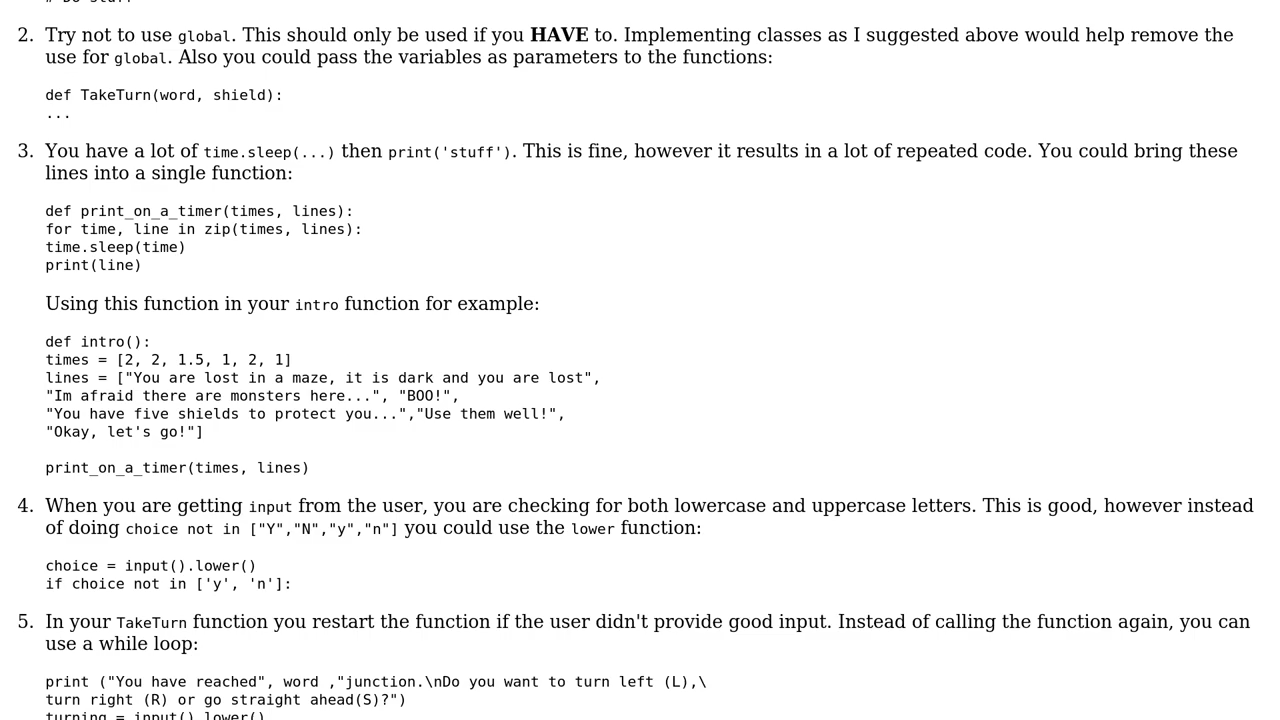 # Do stuff
2. Try not to use global. This should only be used if you HAVE to. Implementing classes as I suggested above would help remove the
use for global. Also you could pass the variables as parameters to the functions:
def TakeTurn(word, shield):
...
3. You have a lot of time.sleep(...) then print('stuff'). This is fine, however it results in a lot of repeated code. You could bring these
lines into a single function:
def print_on_a_timer(times, lines):
for time, line in zip(times, lines):
time.sleep(time)
print(line)
Using this function in your intro function for example:
def intro():
times = [2, 2, 1.5, 1, 2, 1]
lines = ["You are lost in a maze, it is dark and you are lost",
"Im afraid there are monsters here...", "BOO!",
"You have five shields to protect you...","Use them well!",
"Okay, let's go!"]
print_on_a_timer(times, lines)
4. When you are getting input from the user, you are checking for both lowercase and uppercase letters. This is good, however instead
of doing choice not in ["Y","N","y","n"] you could use the lower function:
choice = input().lower()
if choice not in ['y', 'n']:
5. In your TakeTurn function you restart the function if the user didn't provide good input. Instead of calling the function again, you can
use a while loop:
print ("You have reached", word ,"junction.\nDo you want to turn left (L),\
turn right (R) or go straight ahead(S)?")
turning = input().lower()